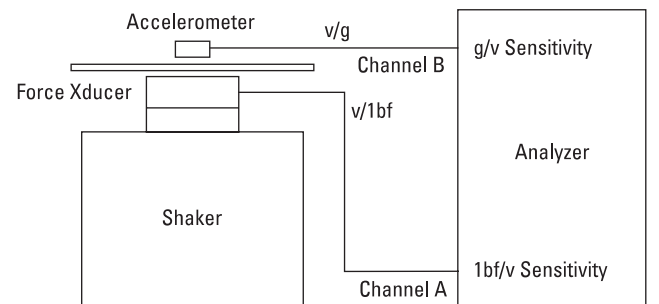 Accelerometer
v/g
g/v Sensitivity
Channel B
Force Xducer
v/1bf
Analyzer
Shaker
1bf/v Sensitivity
Channel A